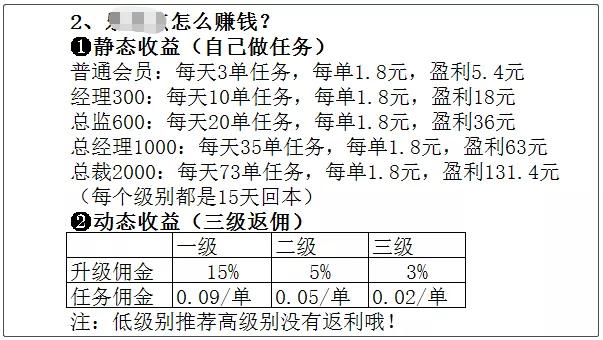 2、怎么赚钱？
❶静态收益（自己做任务）
普通会员：每天3单任务，每单1.8元，盈利5.4元
经理300：每天10单任务，每单1.8元，盈利18元
总监600：每天20单任务，每单1.8元，盈利36元
总经理1000：每天35单任务，每单1.8元，盈利63元
总裁2000：每天73单任务，每单1.8元，盈利131.4元
（每个级别都是15天回本）
❷动态收益（三级返佣）
一级 二级 三级
升级佣金 15% 5% 3%
任务佣金 0.09/单 0.05/单 0.02/单
注：低级别推荐高级别没有返利哦！